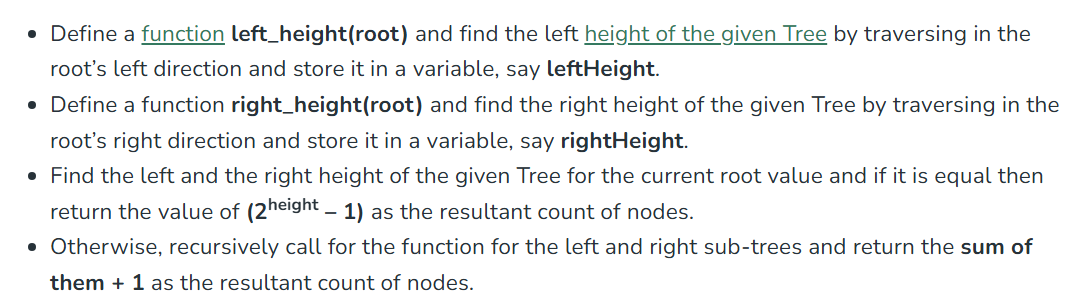 • Define a function left_height(root) and find the left height of the given Tree by traversing in the
root’s left direction and store it in a variable, say leftHeight.
• Define a function right_height(root) and find the right height of the given Tree by traversing in the
root’s right direction and store it in a variable, say rightHeight.
• Find the left and the right height of the given Tree for the current root value and if it is equal then
return the value of (2^height – 1) as the resultant count of nodes.
• Otherwise, recursively call for the function for the left and right sub-trees and return the sum of
them + 1 as the resultant count of nodes.